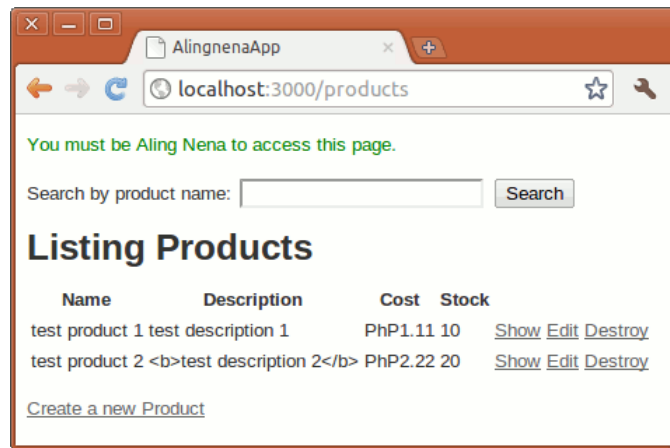 AlingnenaApp
localhost:3000/products
You must be Aling Nena to access this page.
Search by product name: Search
Listing Products
Name Description Cost Stock
test product 1 test description 1 PhP1.11 10 Show Edit Destroy
test product 2 <b>test description 2</b> PhP2.22 20 Show Edit Destroy
Create a new Product